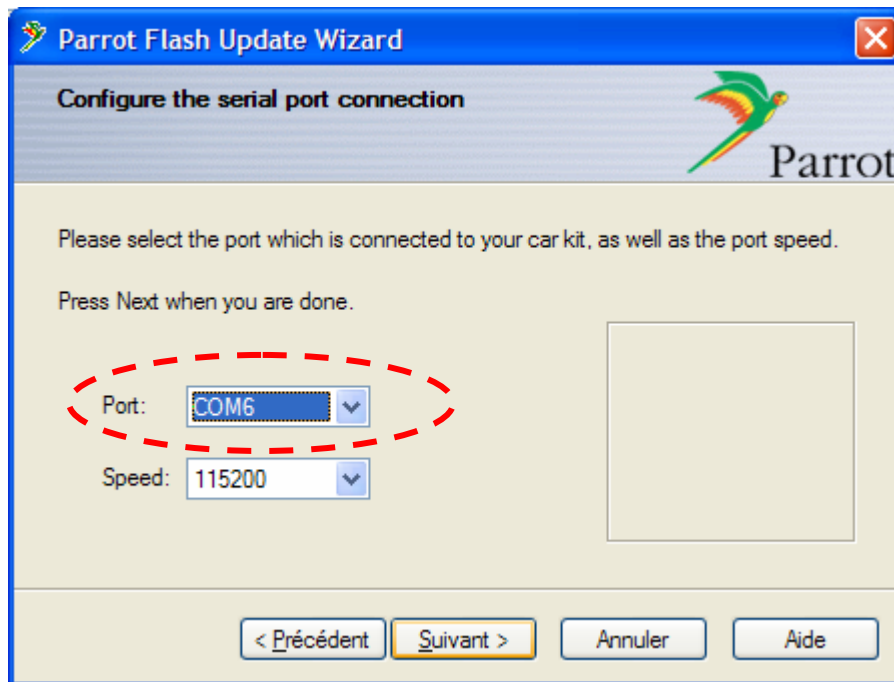 Parrot Flash Update Wizard
Configure the serial port connection
Parrot
Please select the port which is connected to your car kit, as well as the port speed.
Press Next when you are done.
Port: COM6
Speed: 115200
< Précédent Suivant > Annuler Aide